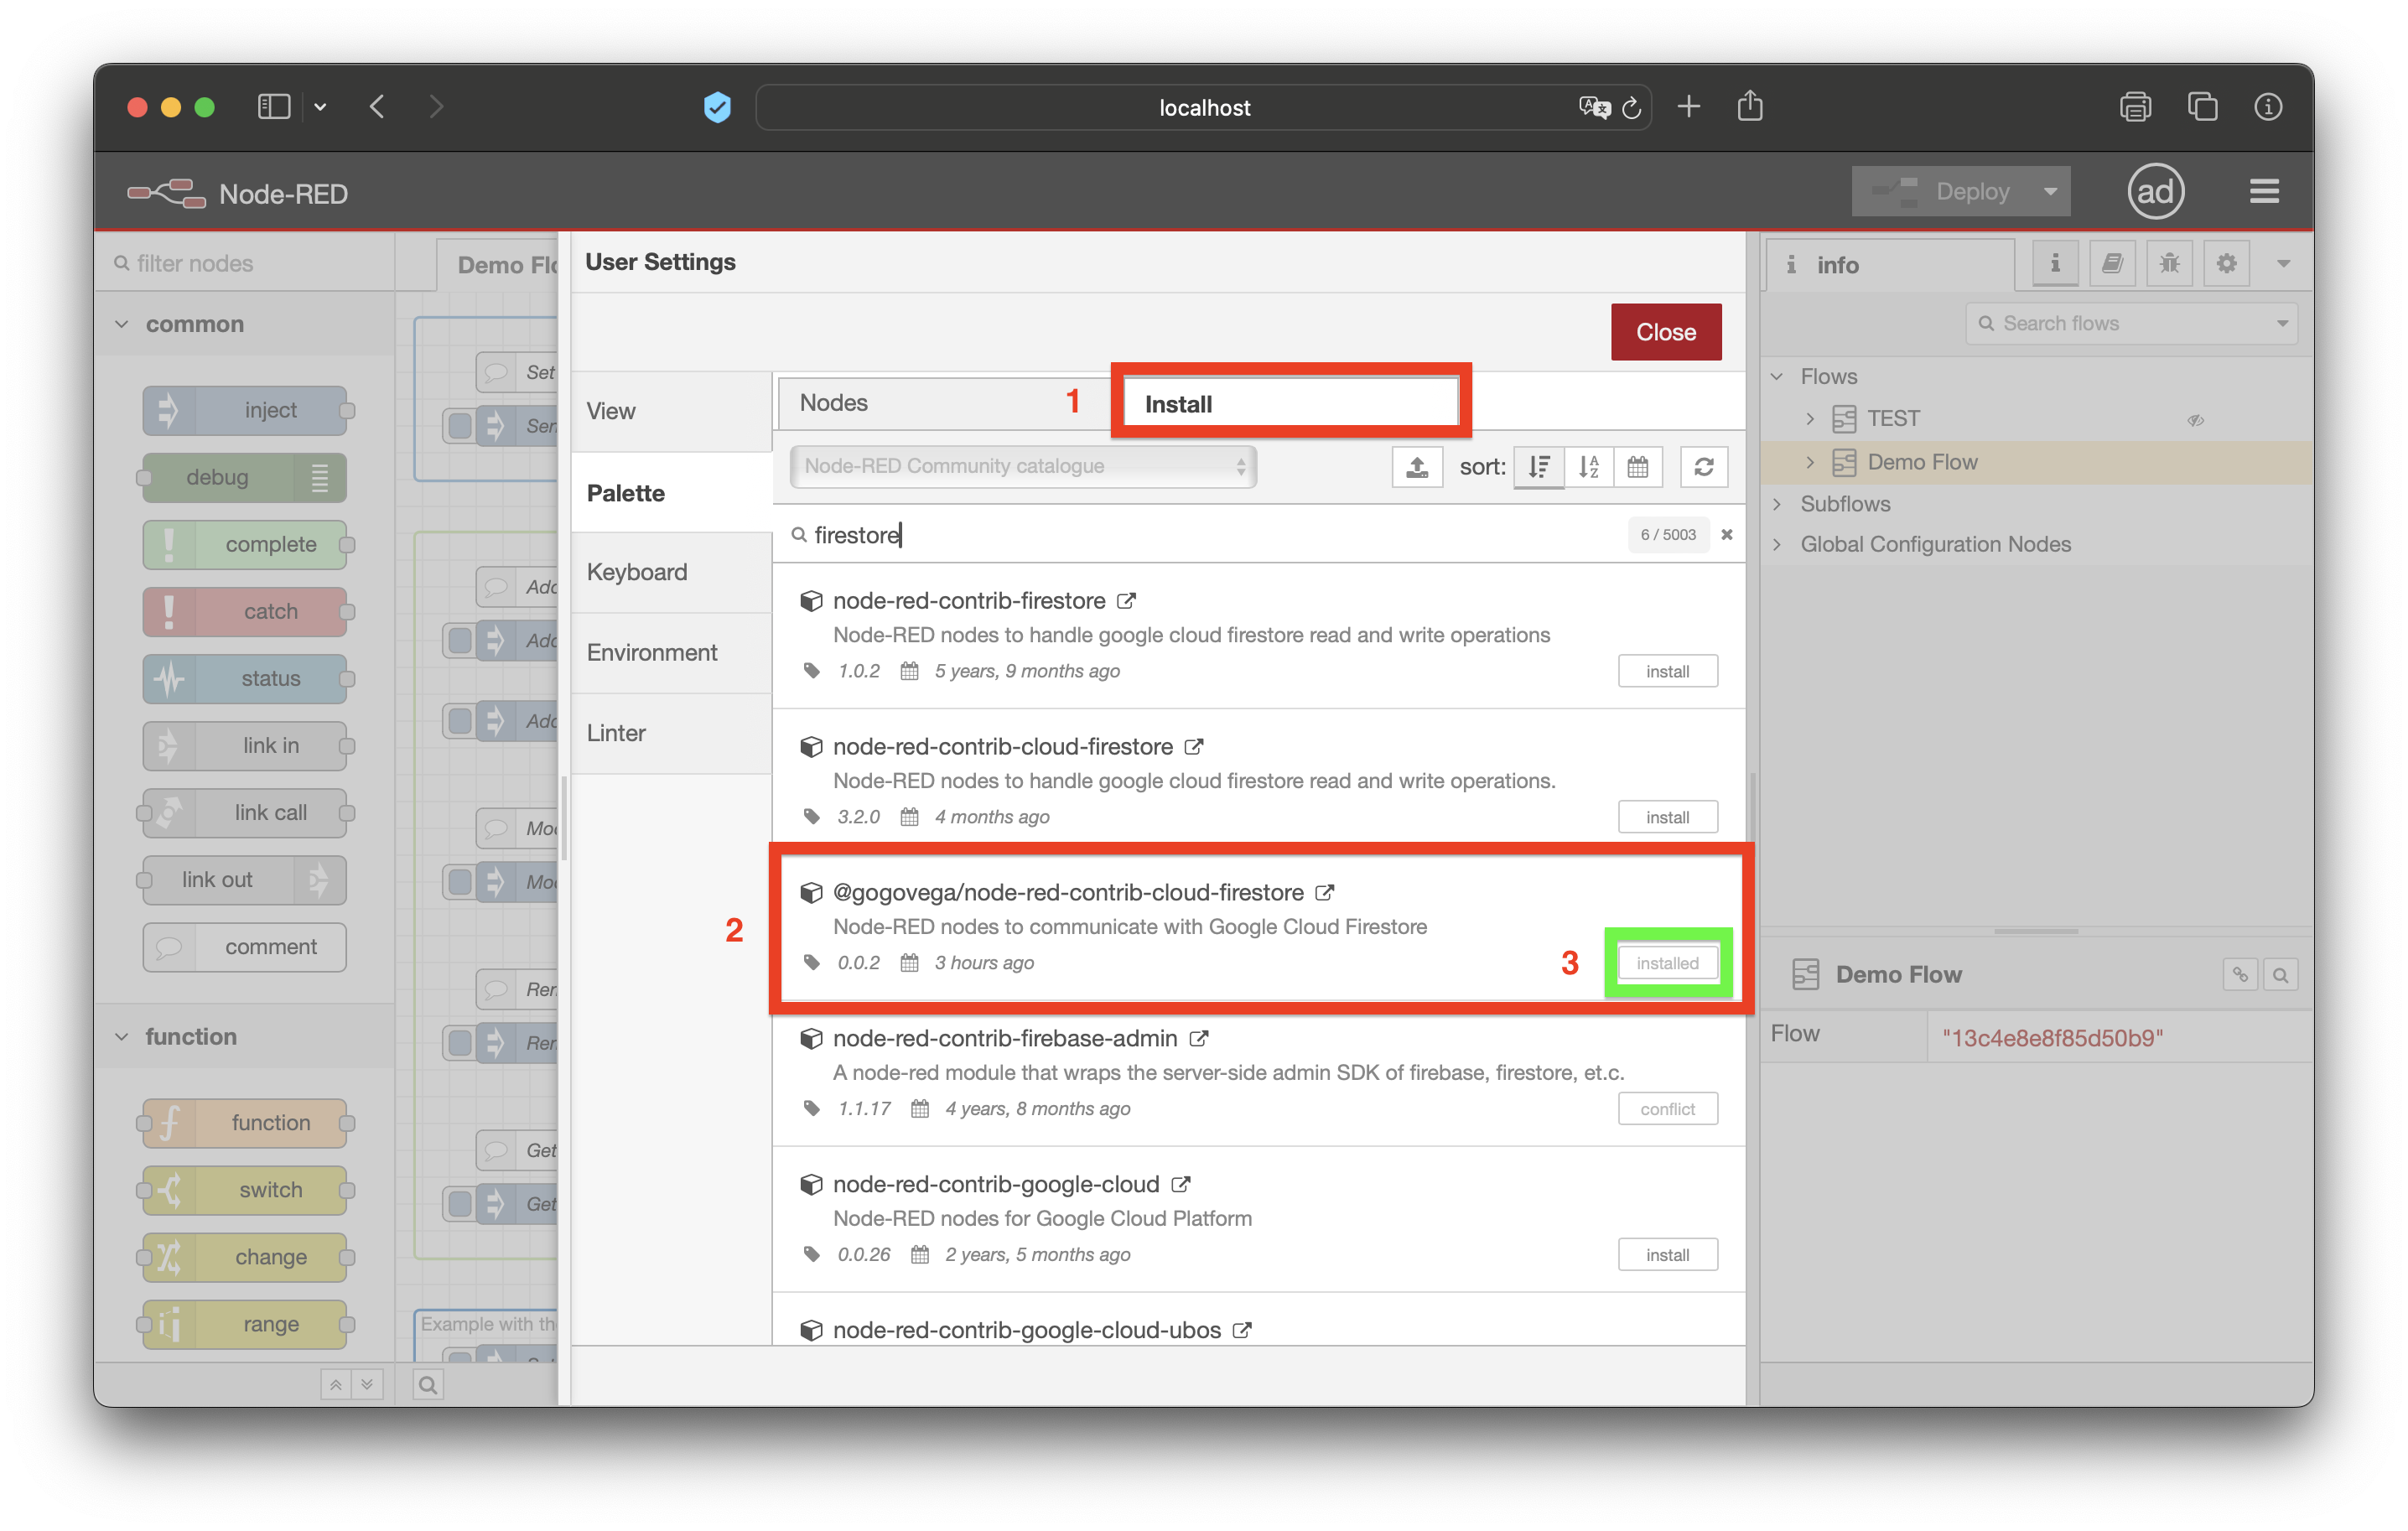 localhost
Node-RED
Deploy
ad
filter nodes
Demo Flo
User Settings
info
Close
Search flows
common
Flows
TEST
Demo Flow
Subflows
Global Configuration Nodes
inject
debug
complete
catch
status
link in
link call
link out
comment
function
function
switch
change
range
Set
Ser
Add
Add
Add
Mod
Mod
Ren
Ren
Get
Get
Example with the
View
Palette
Keyboard
Environment
Linter
Nodes
1
Install
Node-RED Community catalogue
sort:
firestore
6 / 5003
node-red-contrib-firestore
Node-RED nodes to handle google cloud firestore read and write operations
1.0.2 5 years, 9 months ago
install
node-red-contrib-cloud-firestore
Node-RED nodes to handle google cloud firestore read and write operations.
3.2.0 4 months ago
install
2
@gogovega/node-red-contrib-cloud-firestore
Node-RED nodes to communicate with Google Cloud Firestore
0.0.2 3 hours ago
3
installed
node-red-contrib-firebase-admin
A node-red module that wraps the server-side admin SDK of firebase, firestore, et.c.
1.1.17 4 years, 8 months ago
conflict
node-red-contrib-google-cloud
Node-RED nodes for Google Cloud Platform
0.0.26 2 years, 5 months ago
install
node-red-contrib-google-cloud-ubos
Demo Flow
Flow
"13c4e8e8f85d50b9"